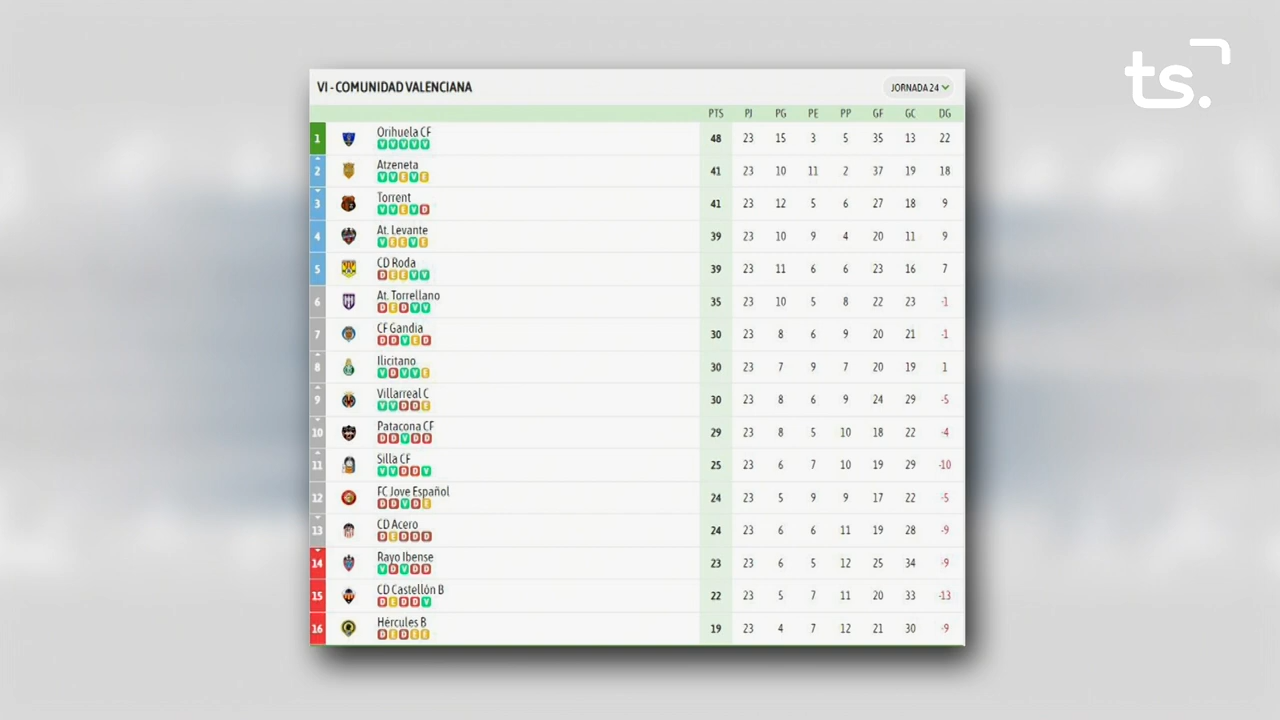 ts.
VI - COMUNIDAD VALENCIANA JORNADA 24
PTS PJ PG PE PP GF GC DG
1 Orihuela CF 48 23 15 3 5 35 13 22
V V V V V
2 Atzeneta 41 23 10 11 2 37 19 18
V V E V E
3 Torrent 41 23 12 5 6 27 18 9
V V E V D
4 At. Levante 39 23 10 9 4 20 11 9
V E E V E
5 CD Roda 39 23 11 6 6 23 16 7
D E E V V
6 At. Torrellano 35 23 10 5 8 22 23 -1
D E D V V
7 CF Gandia 30 23 8 6 9 20 21 -1
D D V E D
8 Ilicitano 30 23 7 9 7 20 19 1
V D V V E
9 Villarreal C 30 23 8 6 9 24 29 -5
V V D D E
10 Patacona CF 29 23 8 5 10 18 22 -4
D D V D D
11 Silla CF 25 23 6 7 10 19 29 -10
V V D D V
12 FC Jove Español 24 23 5 9 9 17 22 -5
D D V D E
13 CD Acero 24 23 6 6 11 19 28 -9
D E D D D
14 Rayo Ibense 23 23 6 5 12 25 34 -9
V D V D D
15 CD Castellón B 22 23 5 7 11 20 33 -13
D E D D V
16 Hércules B 19 23 4 7 12 21 30 -9
D E D E E